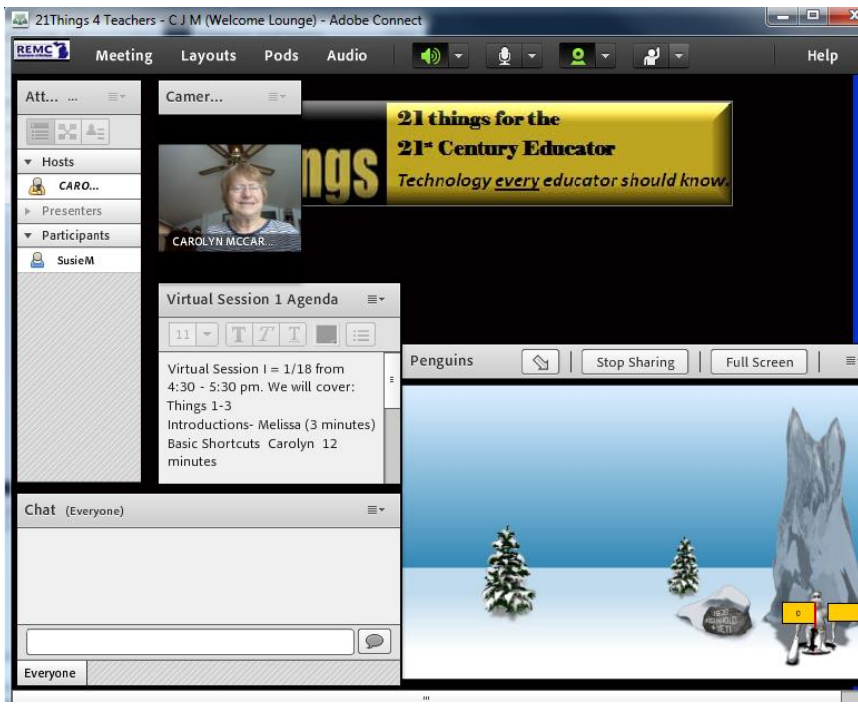 21Things 4 Teachers - C J M (Welcome Lounge) - Adobe Connect
REMC
Meeting Layouts Pods Audio Help
Att... ...
Hosts
CARO...
Presenters
Participants
SusieM
Camer...
CAROLYN MCCAR...
ngs
21 things for the
21st Century Educator
Technology every educator should know.
Virtual Session 1 Agenda
11 T T T
Virtual Session I = 1/18 from
4:30 - 5:30 pm. We will cover:
Things 1-3
Introductions- Melissa (3 minutes)
Basic Shortcuts Carolyn 12
minutes
Penguins Stop Sharing Full Screen
Chat (Everyone)
Everyone
+ YETI
0